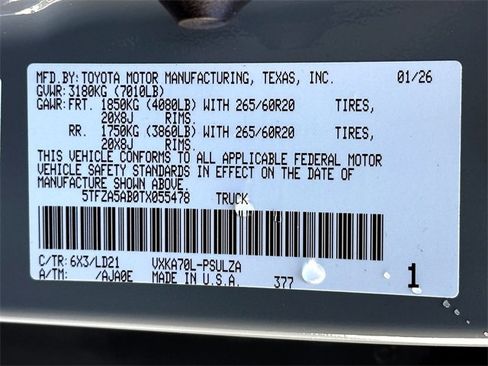 MFD.BY:TOYOTA MOTOR MANUFACTURING, TEXAS, INC. 01/26
GVWR:3180KG (7010LB)
GAWR:FRT. 1850KG (4080LB) WITH 265/60R20 TIRES,
20X8J RIMS.
RR. 1750KG (3860LB) WITH 265/60R20 TIRES,
20X8J RIMS.
THIS VEHICLE CONFORMS TO ALL APPLICABLE FEDERAL MOTOR
VEHICLE SAFETY STANDARDS IN EFFECT ON THE DATE OF
MANUFACTURE SHOWN ABOVE
5TFZA5AB0TX055478 TRUCK
C/TR:6X3/LD21 VXKA70L-PSULZA
A/TM: /AJA0E MADE IN U.S.A. 377 1